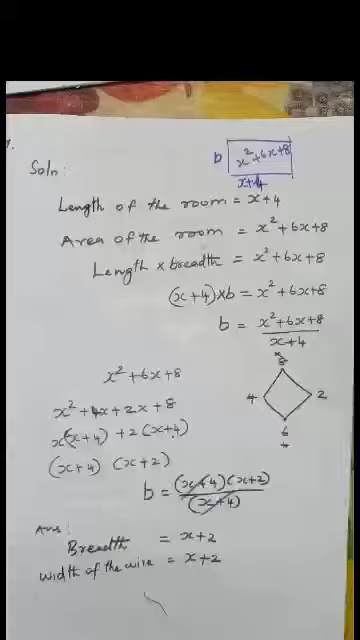 Soln:
b x²+6x+8
x+4
Length of the room = x+4
Area of the room = x²+6x+8
Length × breadth = x²+6x+8
(x+4)×b = x²+6x+8
b = x²+6x+8
x+4
x²+6x+8
x²+4x+2x+8
x(x+4)+2(x+4)
(x+4) (x+2)
8
4 2
6
+
b = (x+4)(x+2)
(x+4)
Ans:
Breadth = x+2
Width of the wire = x+2